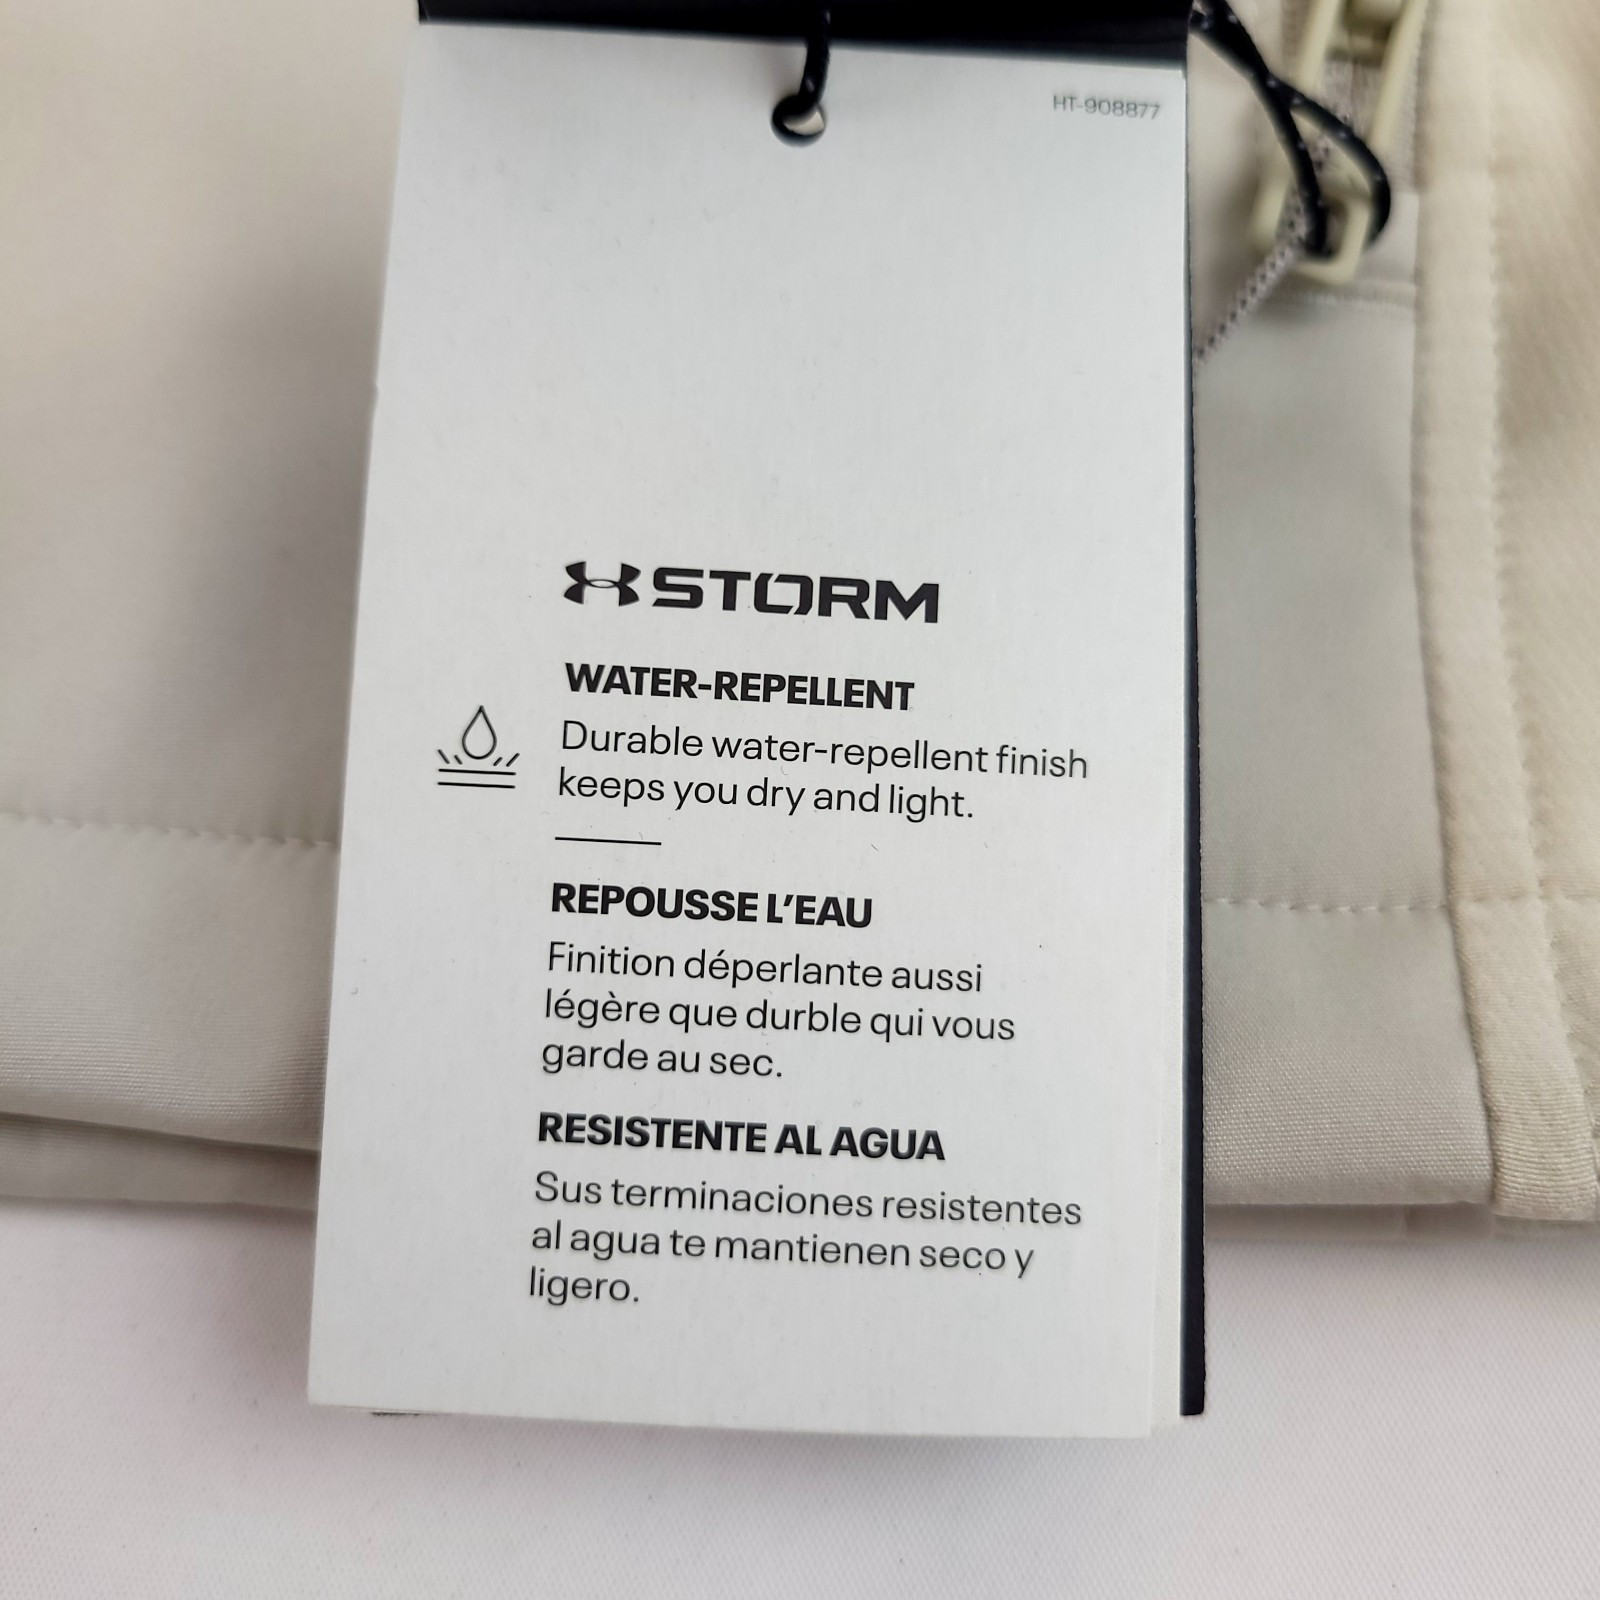 HT-908877
STORM
WATER-REPELLENT
Durable water-repellent finish
keeps you dry and light.
REPOUSSE L'EAU
Finition déperlante aussi
légère que durble qui vous
garde au sec.
RESISTENTE AL AGUA
Sus terminaciones resistentes
al agua te mantienen seco y
ligero.